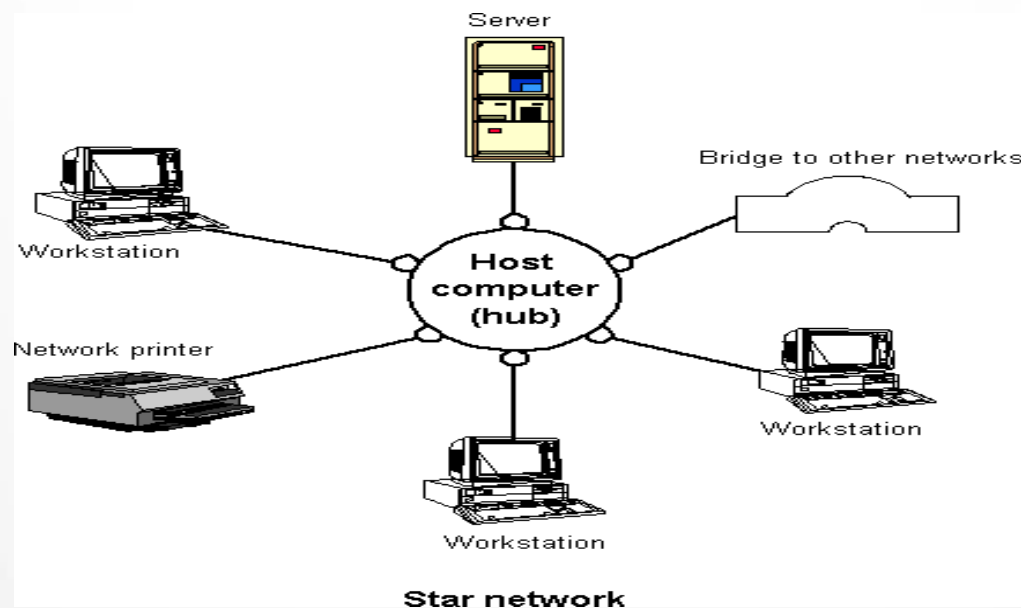 Server
Bridge to other networks
Workstation
Host
computer
(hub)
Network printer
Workstation
Workstation
Star network